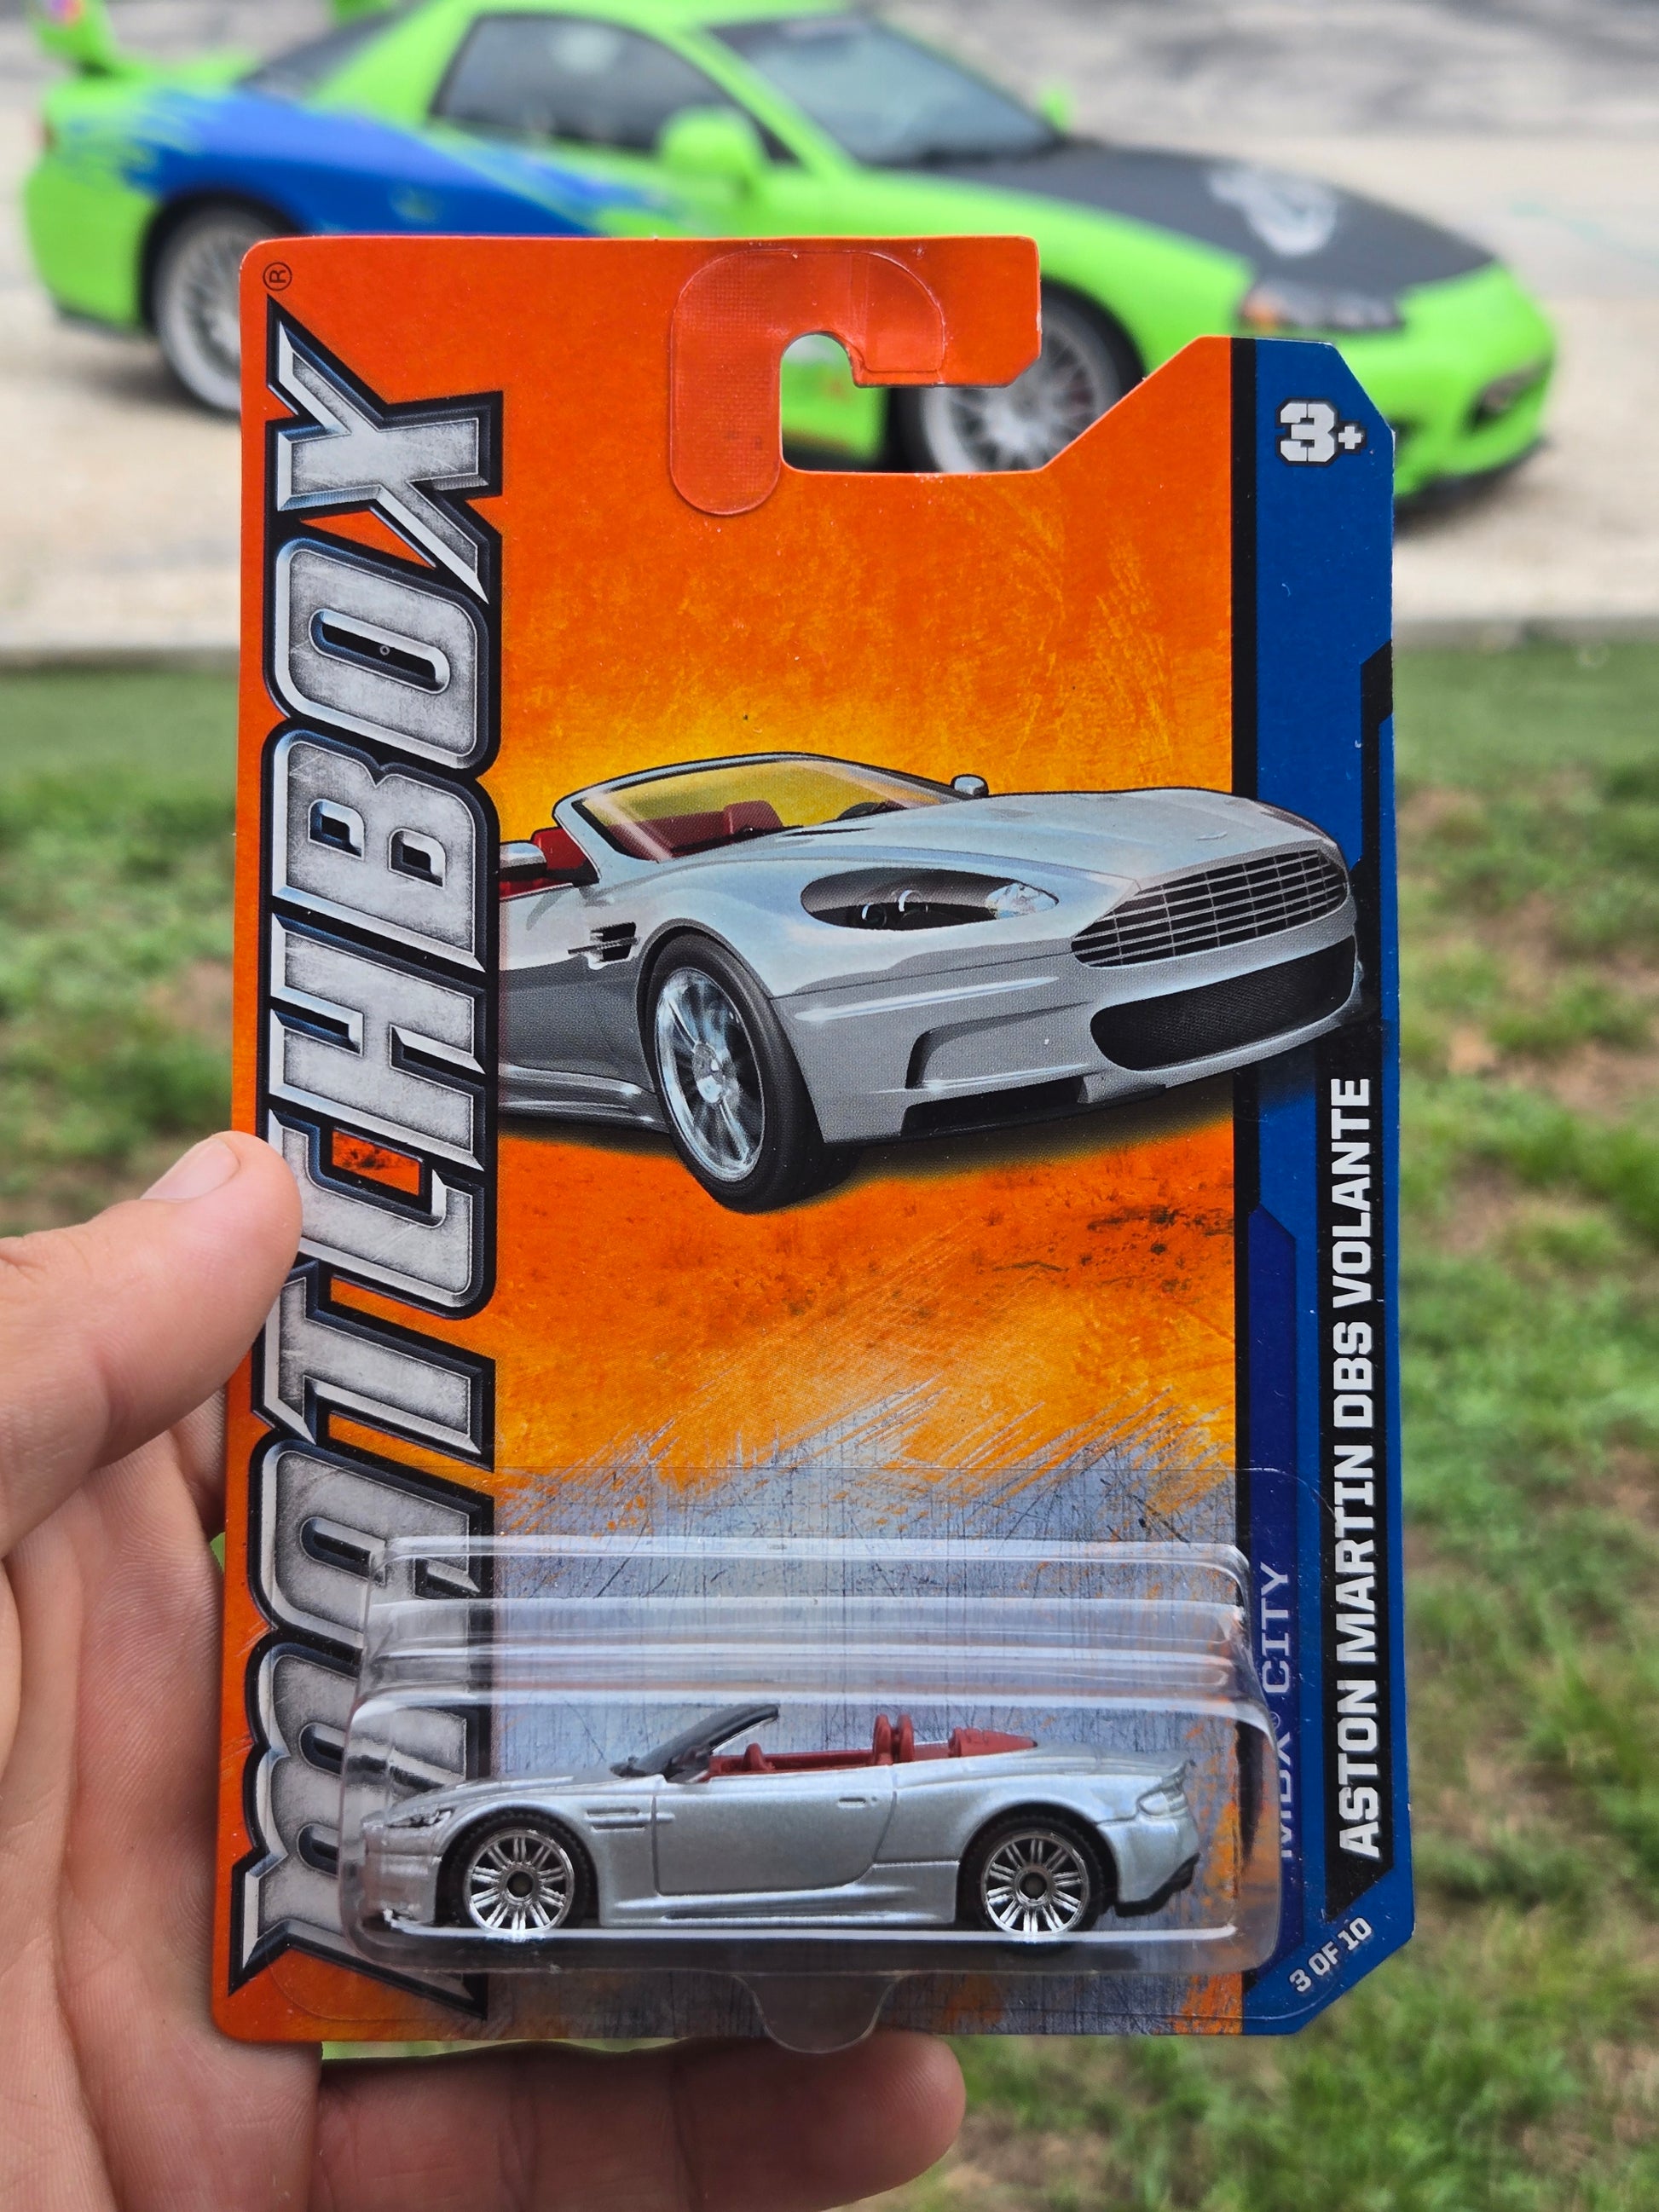 MATCHBOX®
3+
ASTON MARTIN DBS VOLANTE
MBX® CITY
3 OF 10